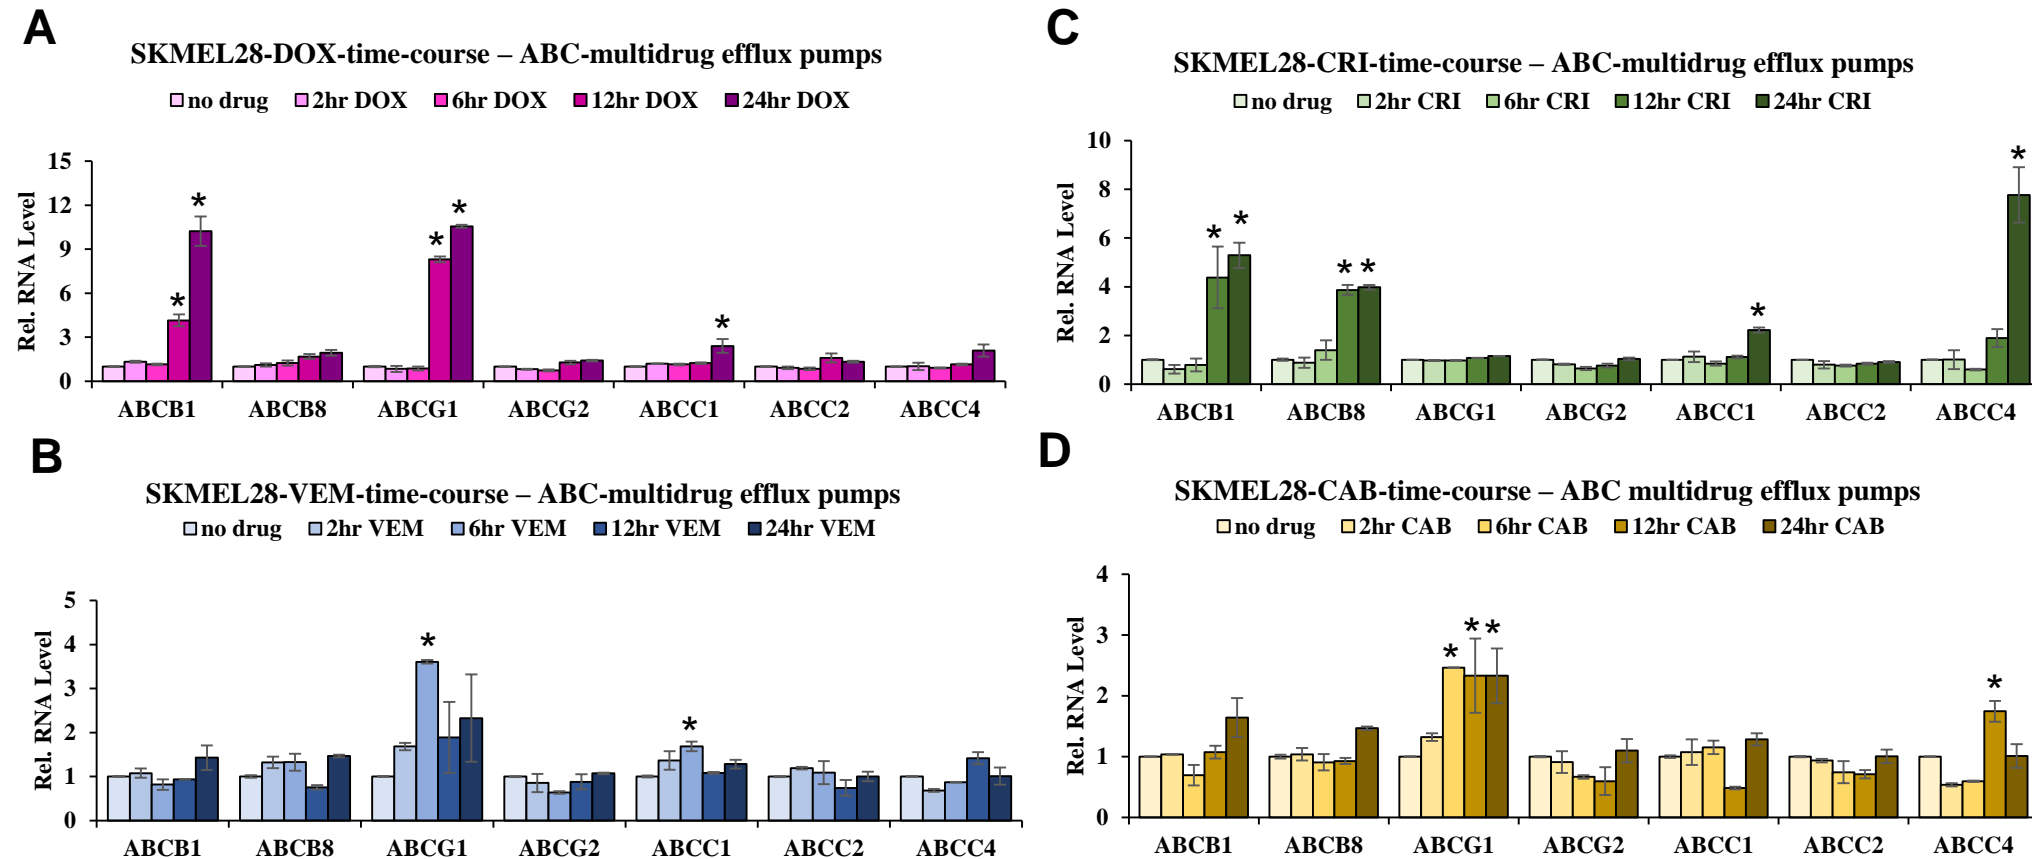 A
SKMEL28-DOX-time-course – ABC-multidrug efflux pumps
no drug 2hr DOX 6hr DOX 12hr DOX 24hr DOX
Rel. RNA Level
15
12
9
6
3
0
* * * * *
ABCB1 ABCB8 ABCG1 ABCG2 ABCC1 ABCC2 ABCC4
B
SKMEL28-VEM-time-course – ABC-multidrug efflux pumps
no drug 2hr VEM 6hr VEM 12hr VEM 24hr VEM
Rel. RNA Level
5
4
3
2
1
0
* *
ABCB1 ABCB8 ABCG1 ABCG2 ABCC1 ABCC2 ABCC4
C
SKMEL28-CRI-time-course – ABC-multidrug efflux pumps
no drug 2hr CRI 6hr CRI 12hr CRI 24hr CRI
Rel. RNA Level
10
8
6
4
2
0
* * * * * *
ABCB1 ABCB8 ABCG1 ABCG2 ABCC1 ABCC2 ABCC4
D
SKMEL28-CAB-time-course – ABC multidrug efflux pumps
no drug 2hr CAB 6hr CAB 12hr CAB 24hr CAB
Rel. RNA Level
4
3
2
1
0
* * * *
ABCB1 ABCB8 ABCG1 ABCG2 ABCC1 ABCC2 ABCC4